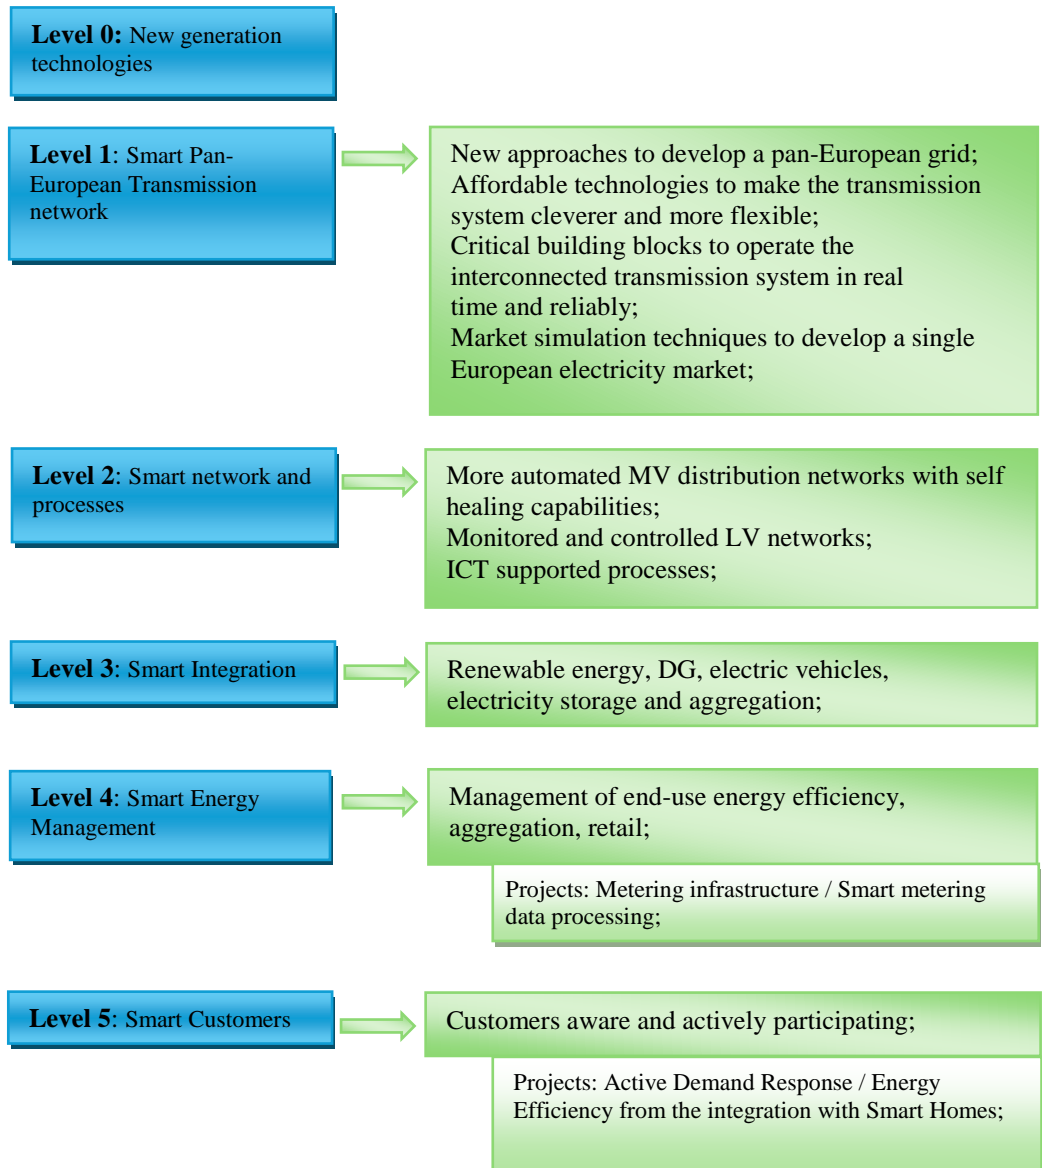 Level 0: New generation
technologies
Level 1: Smart Pan-
European Transmission
network
New approaches to develop a pan-European grid;
Affordable technologies to make the transmission
system cleverer and more flexible;
Critical building blocks to operate the
interconnected transmission system in real
time and reliably;
Market simulation techniques to develop a single
European electricity market;
Level 2: Smart network and
processes
More automated MV distribution networks with self
healing capabilities;
Monitored and controlled LV networks;
ICT supported processes;
Level 3: Smart Integration
Renewable energy, DG, electric vehicles,
electricity storage and aggregation;
Level 4: Smart Energy
Management
Management of end-use energy efficiency,
aggregation, retail;
Projects: Metering infrastructure / Smart metering
data processing;
Level 5: Smart Customers
Customers aware and actively participating;
Projects: Active Demand Response / Energy
Efficiency from the integration with Smart Homes;